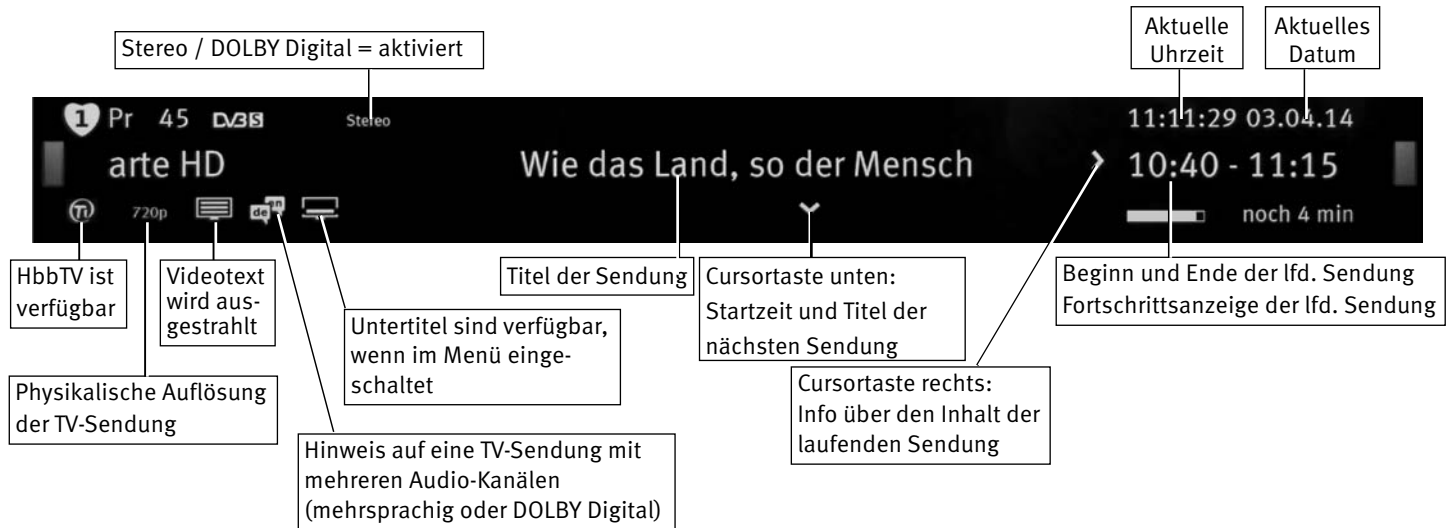 Stereo / DOLBY Digital = aktiviert
Aktuelle
Uhrzeit
Aktuelles
Datum
1 Pr 45 DVB S Stereo 11:11:29 03.04.14
arte HD Wie das Land, so der Mensch 10:40 - 11:15
720p de en noch 4 min
HbbTV ist
verfügbar
Videotext
wird aus-
gestrahlt
Titel der Sendung
Cursortaste unten:
Startzeit und Titel der
nächsten Sendung
Beginn und Ende der lfd. Sendung
Fortschrittsanzeige der lfd. Sendung
Untertitel sind verfügbar,
wenn im Menü einge-
schaltet
Physikalische Auflösung
der TV-Sendung
Cursortaste rechts:
Info über den Inhalt der
laufenden Sendung
Hinweis auf eine TV-Sendung mit
mehreren Audio-Kanälen
(mehrsprachig oder DOLBY Digital)